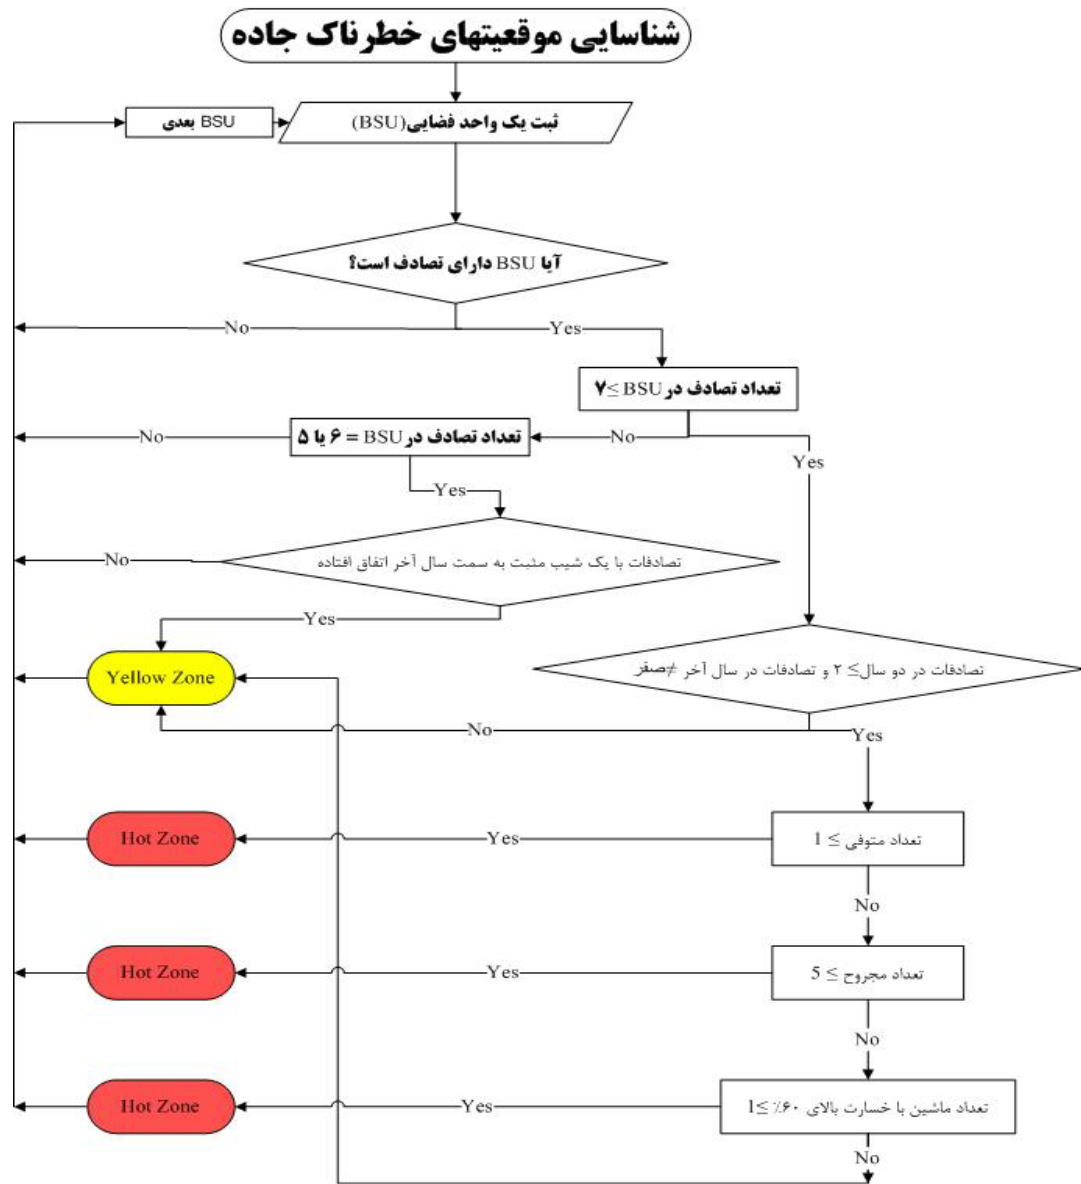 شناسایی موقعیتهای خطرناک جاده
ثبت یک واحد فضایی(BSU)
BSU بعدی
آیا BSU دارای تصادف است؟
No
Yes
تعداد تصادف در BSU ≥۷
No
تعداد تصادف در BSU = ۶ یا ۵
No
Yes
Yes
تصادفات با یک شیب مثبت به سمت سال آخر اتفاق افتاده
No
Yes
تصادفات در دو سال≥ ۲ و تصادفات در سال آخر ≠صفر
Yellow Zone
No
Yes
تعداد متوفی ≥ 1
Yes
Hot Zone
No
تعداد مجروح ≥ 5
Yes
Hot Zone
No
تعداد ماشین با خسارت بالای ۶۰٪ ≥1
Yes
Hot Zone
No